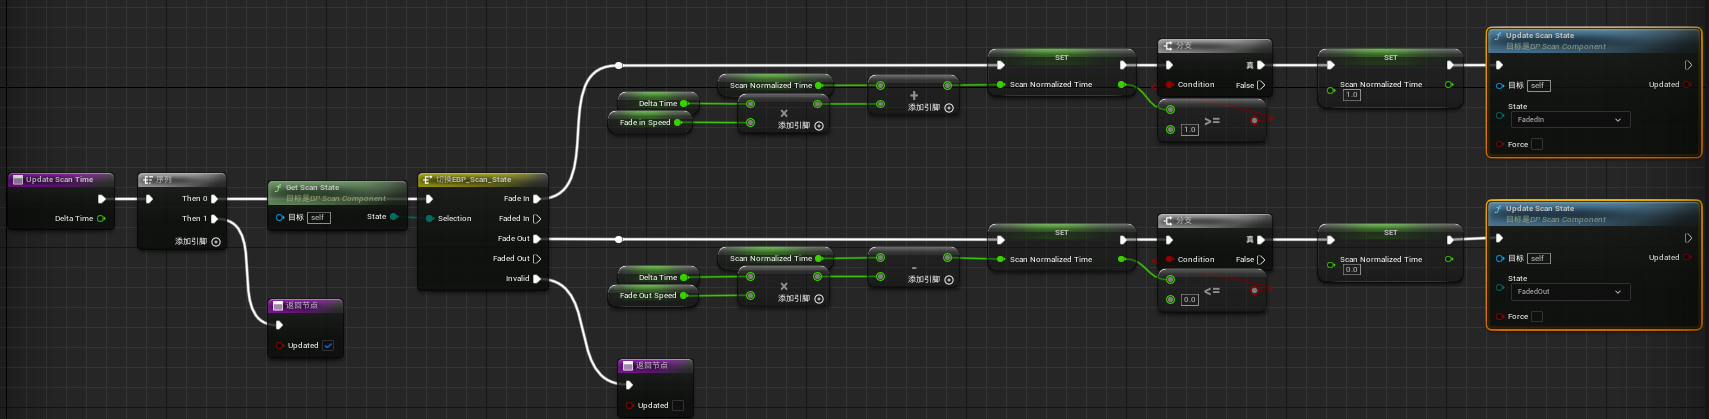 Update Scan Time
Delta Time
序列
Then 0
Then 1
添加引脚
返回节点
Updated
Get Scan State
目标是BP Scan Component
目标
self
State
切换EBP_Scan_State
Selection
Fade In
Faded In
Fade Out
Faded Out
Invalid
返回节点
Updated
Scan Normalized Time
Delta Time
Fade in Speed
×
添加引脚
+
添加引脚
SET
Scan Normalized Time
分支
Condition
真
False
1.0
>=
SET
Scan Normalized Time
1.0
Update Scan State
目标是BP Scan Component
目标
self
Updated
State
FadedIn
Force
Scan Normalized Time
Delta Time
Fade Out Speed
×
添加引脚
-
添加引脚
SET
Scan Normalized Time
分支
Condition
真
False
0.0
<=
SET
Scan Normalized Time
0.0
Update Scan State
目标是BP Scan Component
目标
self
Updated
State
FadedOut
Force